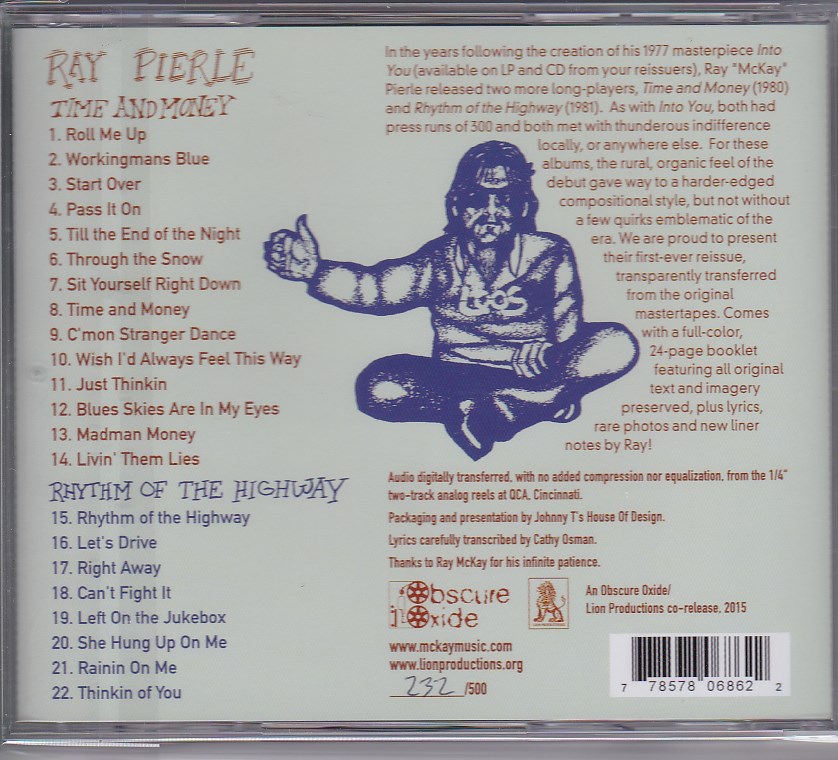 RAY PIERLE
TIME AND MONEY
1. Roll Me Up
2. Workingmans Blue
3. Start Over
4. Pass It On
5. Till the End of the Night
6. Through the Snow
7. Sit Yourself Right Down
8. Time and Money
9. C'mon Stranger Dance
10. Wish I'd Always Feel This Way
11. Just Thinkin
12. Blues Skies Are In My Eyes
13. Madman Money
14. Livin' Them Lies
RHYTHM OF THE HIGHWAY
15. Rhythm of the Highway
16. Let's Drive
17. Right Away
18. Can't Fight It
19. Left On the Jukebox
20. She Hung Up On Me
21. Rainin On Me
22. Thinkin of You
In the years following the creation of his 1977 masterpiece Into
You (available on LP and CD from your reissuers), Ray "McKay"
Pierle released two more long-players, Time and Money (1980)
and Rhythm of the Highway (1981). As with Into You, both had
press runs of 300 and both met with thunderous indifference
locally, or anywhere else. For these
albums, the rural, organic feel of the
debut gave way to a harder-edged
compositional style, but not without
a few quirks emblematic of the
era. We are proud to present
their first-ever reissue,
transparently transferred
from the original
mastertapes. Comes
with a full-color,
24-page booklet
featuring all original
text and imagery
preserved, plus lyrics,
rare photos and new liner
notes by Ray!
Audio digitally transferred, with no added compression nor equalization, from the 1/4"
two-track analog reels at QCA, Cincinnati.
Packaging and presentation by Johnny T's House Of Design.
Lyrics carefully transcribed by Cathy Osman.
Thanks to Ray McKay for his infinite patience.
Obscure
Oxide
An Obscure Oxide/
Lion Productions co-release, 2015
www.mckaymusic.com
www.lionproductions.org
232 /500
7 78578 06862 2